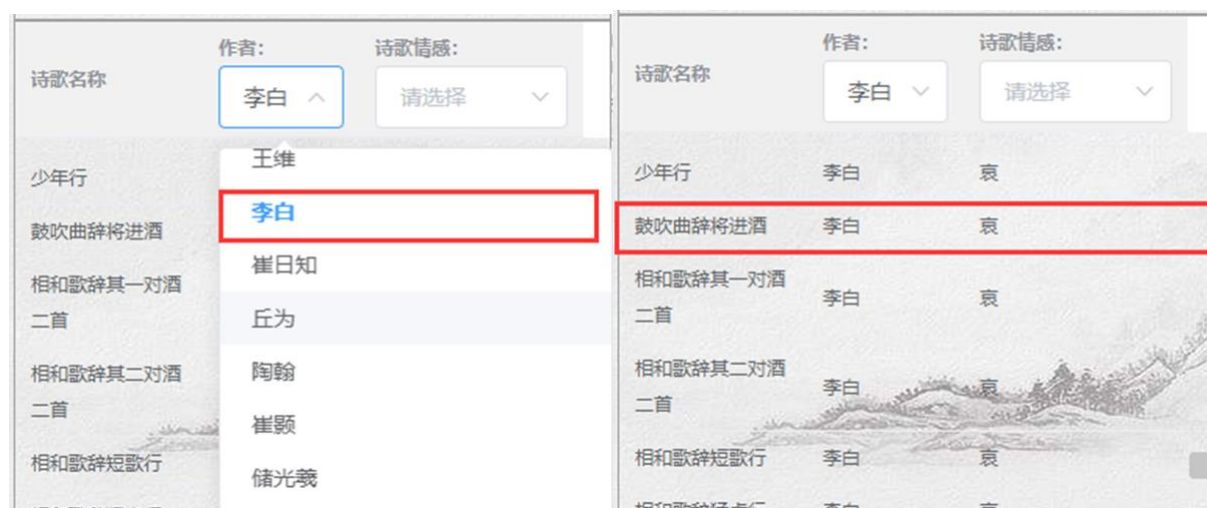 作者:
诗歌情感:
诗歌名称
李白
请选择
王维
少年行
李白
鼓吹曲辞将进酒
崔日知
相和歌辞其一对酒
二首
丘为
相和歌辞其二对酒
二首
陶翰
崔颢
相和歌辞短歌行
储光羲
作者:
诗歌情感:
诗歌名称
李白
请选择
少年行 李白 哀
鼓吹曲辞将进酒 李白 哀
相和歌辞其一对酒
二首
李白 哀
相和歌辞其二对酒
二首
李白 哀
相和歌辞短歌行 李白 哀